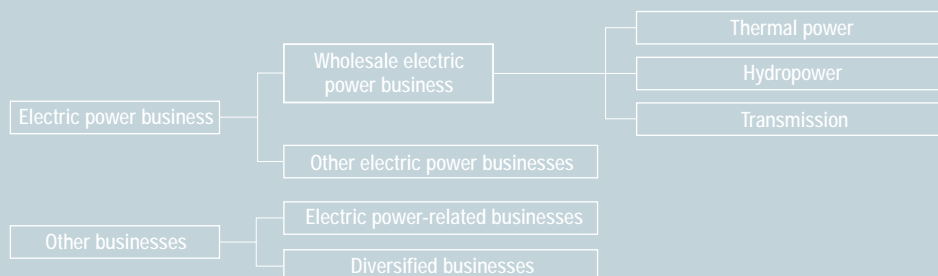 Thermal power
Wholesale electric
power business
Hydropower
Electric power business
Transmission
Other electric power businesses
Electric power-related businesses
Other businesses
Diversified businesses